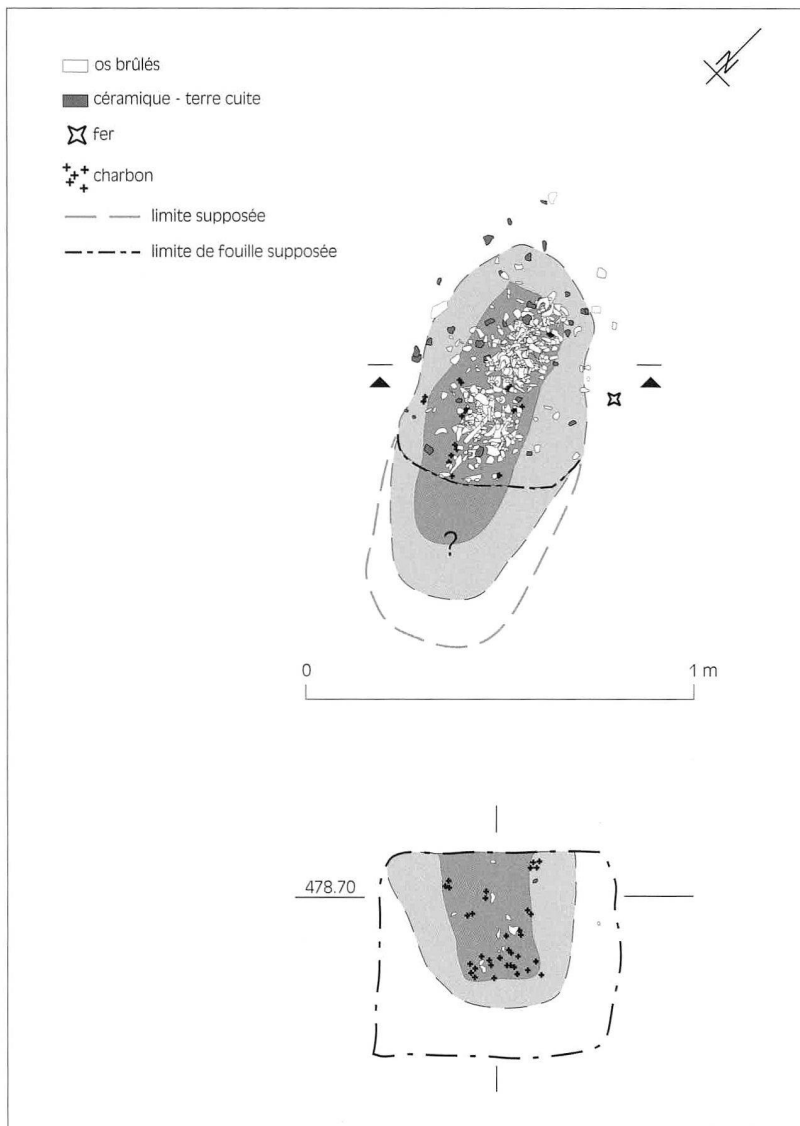 N
os brûlés
céramique - terre cuite
fer
charbon
limite supposée
limite de fouille supposée
?
0 1 m
478.70